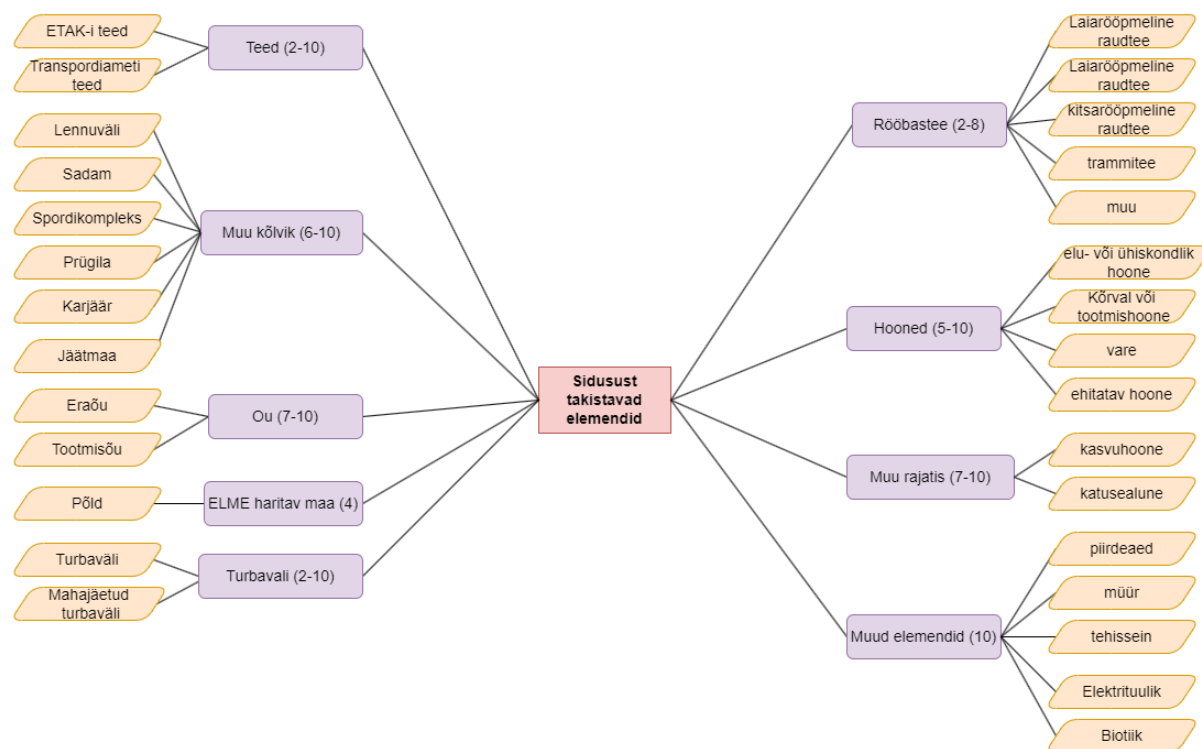 ETAK-i teed
Transpordiameti
teed
Teed (2-10)
Lennuväli
Sadam
Spordikompleks
Prügila
Karjäär
Jäätmaa
Muu kõlvik (6-10)
Eraõu
Tootmisõu
Ou (7-10)
Põld
ELME haritav maa (4)
Turbaväli
Mahajäetud
turbaväli
Turbavali (2-10)
Sidusust
takistavad
elemendid
Rööbastee (2-8)
Laiarööpmeline
raudtee
Laiarööpmeline
raudtee
kitsarööpmeline
raudtee
trammitee
muu
Hooned (5-10)
elu- või ühiskondlik
hoone
Kõrval või
tootmishoone
vare
ehitatav hoone
Muu rajatis (7-10)
kasvuhoone
katusealune
Muud elemendid (10)
piirdeaed
müür
tehissein
Elektrituulik
Biotiik